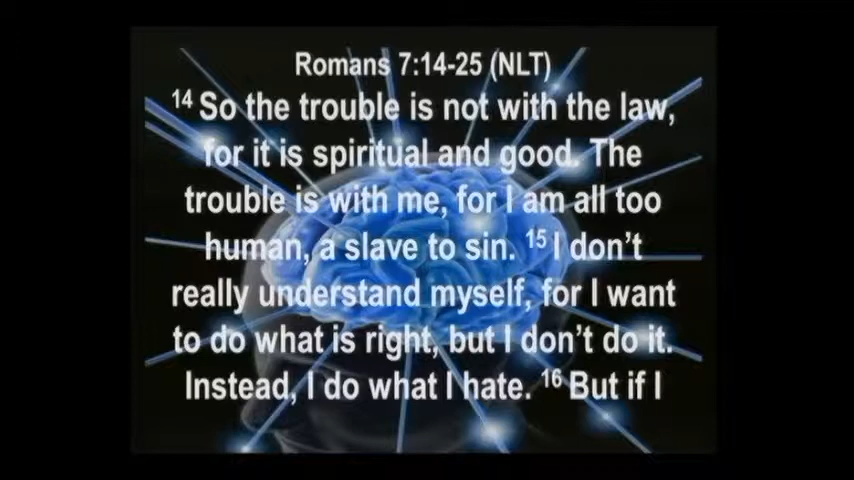 Romans 7:14-25 (NLT)
14 So the trouble is not with the law,
for it is spiritual and good. The
trouble is with me, for I am all too
human, a slave to sin. 15 I don't
really understand myself, for I want
to do what is right, but I don't do it.
Instead, I do what I hate. 16 But if I